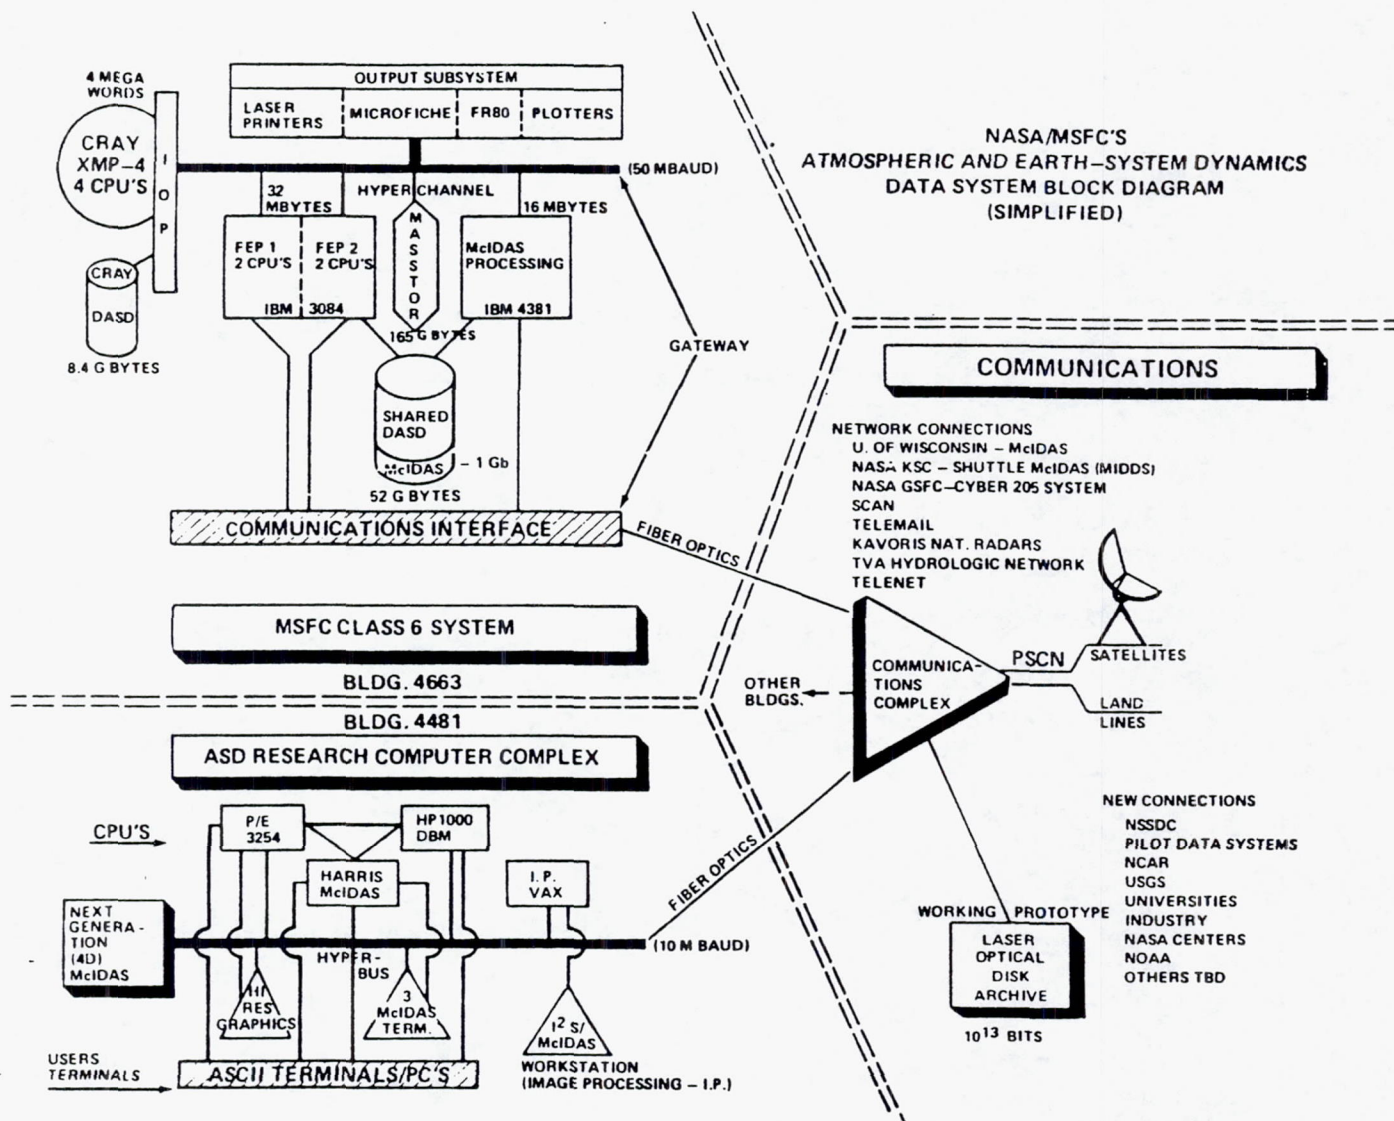 NASA/MSFC'S
ATMOSPHERIC AND EARTH-SYSTEM DYNAMICS
DATA SYSTEM BLOCK DIAGRAM
(SIMPLIFIED)
4 MEGA
WORDS
CRAY
XMP-4
4 CPU'S
I
O
P
CRAY
DASD
8.4 G BYTES
OUTPUT SUBSYSTEM
LASER
PRINTERS
MICROFICHE
FR80
PLOTTERS
(50 MBAUD)
HYPER CHANNEL
32
MBYTES
16 MBYTES
FEP 1
2 CPU'S
FEP 2
2 CPU'S
IBM 3084
M
A
S
S
T
O
R
165 G BYTES
McIDAS
PROCESSING
IBM 4381
GATEWAY
SHARED
DASD
McIDAS
- 1 Gb
52 G BYTES
COMMUNICATIONS INTERFACE
FIBER OPTICS
MSFC CLASS 6 SYSTEM
BLDG. 4663
COMMUNICATIONS
NETWORK CONNECTIONS
U. OF WISCONSIN - McIDAS
NASA KSC - SHUTTLE McIDAS (MIDDS)
NASA GSFC-CYBER 205 SYSTEM
SCAN
TELEMAIL
KAVORIS NAT. RADARS
TVA HYDROLOGIC NETWORK
TELENET
COMMUNICA-
TIONS
COMPLEX
OTHER
BLDGS.
PSCN
SATELLITES
LAND
LINES
WORKING PROTOTYPE
LASER
OPTICAL
DISK
ARCHIVE
10¹³ BITS
NEW CONNECTIONS
NSSDC
PILOT DATA SYSTEMS
NCAR
USGS
UNIVERSITIES
INDUSTRY
NASA CENTERS
NOAA
OTHERS TBD
BLDG. 4481
ASD RESEARCH COMPUTER COMPLEX
CPU'S
P/E
3254
HP1000
DBM
HARRIS
McIDAS
I.P.
VAX
FIBER OPTICS
NEXT
GENERA-
TION
(4D)
McIDAS
(10 M BAUD)
HYPER-
BUS
HI
RES
GRAPHICS
3
McIDAS
TERM.
I² S/
McIDAS
WORKSTATION
(IMAGE PROCESSING - I.P.)
USERS
TERMINALS
ASCII TERMINALS/PC'S